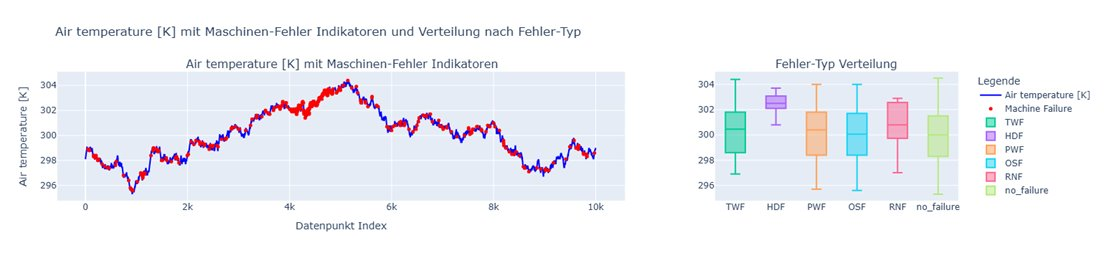 Air temperature [K] mit Maschinen-Fehler Indikatoren und Verteilung nach Fehler-Typ
Air temperature [K] mit Maschinen-Fehler Indikatoren
Air temperature [K]
304
302
300
298
296
0
2k
4k
6k
8k
10k
Datenpunkt Index
Fehler-Typ Verteilung
304
302
300
298
296
TWF
HDF
PWF
OSF
RNF
no_failure
Legende
Air temperature [K]
Machine Failure
TWF
HDF
PWF
OSF
RNF
no_failure